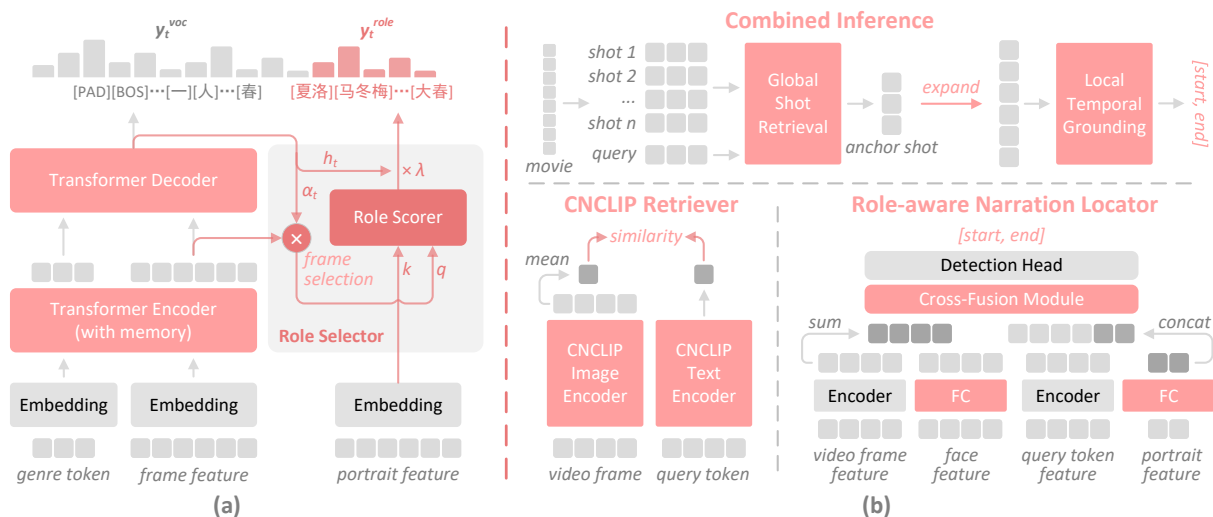 y_t^voc
y_t^role
[PAD][BOS]···[一][人]···[春]
[夏洛][马冬梅]···[大春]
Transformer Decoder
h_t
× λ
α_t
Role Scorer
×
frame
selection
k
q
Transformer Encoder
(with memory)
Role Selector
Embedding
Embedding
Embedding
genre token
frame feature
portrait feature
(a)
Combined Inference
movie
shot 1
shot 2
...
shot n
query
Global
Shot
Retrieval
anchor shot
expand
Local
Temporal
Grounding
[start, end]
CNCLIP Retriever
similarity
mean
CNCLIP
Image
Encoder
CNCLIP
Text
Encoder
video frame
query token
Role-aware Narration Locator
[start, end]
Detection Head
Cross-Fusion Module
sum
concat
Encoder
FC
Encoder
FC
video frame
feature
face
feature
query token
feature
portrait
feature
(b)